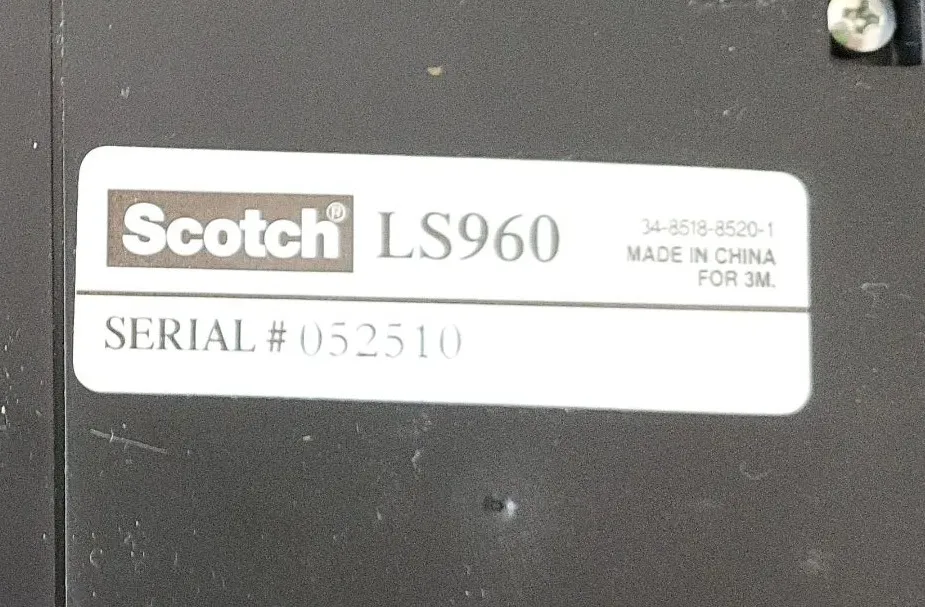 Scotch® LS960
34-8518-8520-1
MADE IN CHINA
FOR 3M.
SERIAL # 052510